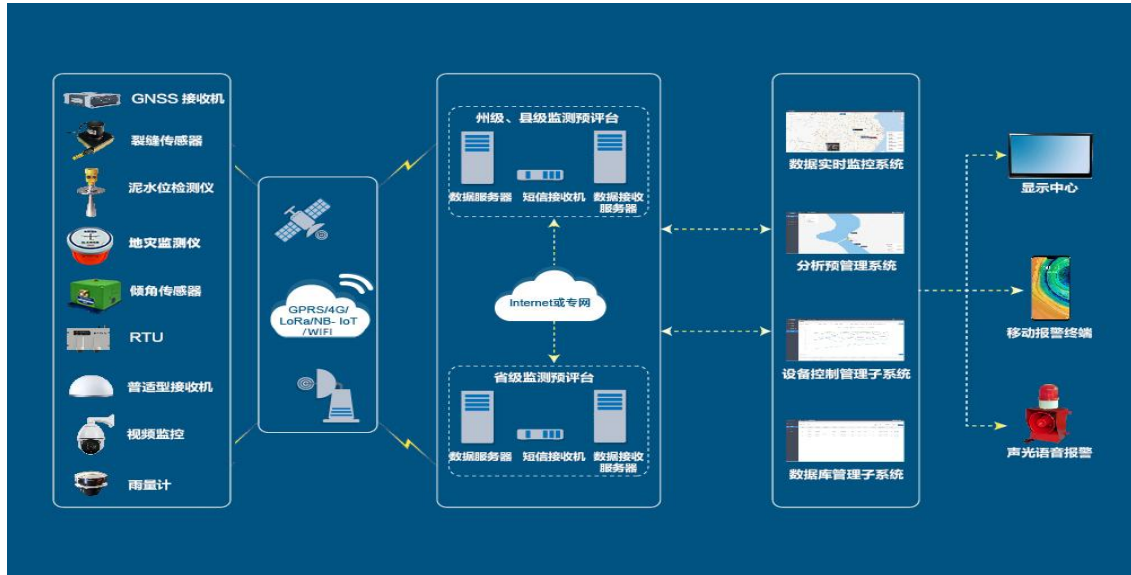 GNSS 接收机
裂缝传感器
泥水位检测仪
地灾监测仪
倾角传感器
RTU
普适型接收机
视频监控
雨量计
GPRS/4G/
LoRa/NB- IoT
/WIFI
州级、县级监测预评台
数据服务器
短信接收机
数据接收
服务器
Internet或专网
省级监测预评台
数据服务器
短信接收机
数据接收
服务器
数据实时监控系统
分析预管理系统
设备控制管理子系统
数据库管理子系统
显示中心
移动报警终端
声光语音报警